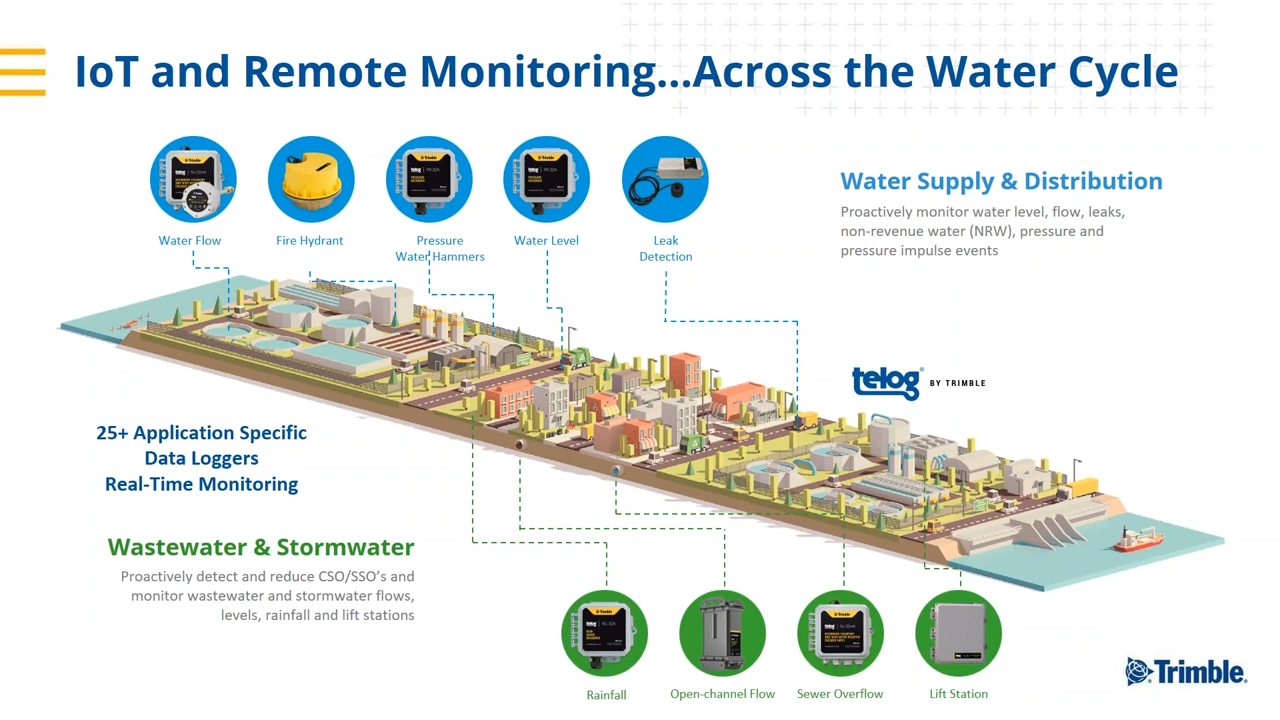 IoT and Remote Monitoring...Across the Water Cycle
Water Flow
Fire Hydrant
Pressure
Water Hammers
Water Level
Leak
Detection
Water Supply & Distribution
Proactively monitor water level, flow, leaks,
non-revenue water (NRW), pressure and
pressure impulse events
telog® BY TRIMBLE
25+ Application Specific
Data Loggers
Real-Time Monitoring
Wastewater & Stormwater
Proactively detect and reduce CSO/SSO's and
monitor wastewater and stormwater flows,
levels, rainfall and lift stations
Rainfall
Open-channel Flow
Sewer Overflow
Lift Station
Trimble